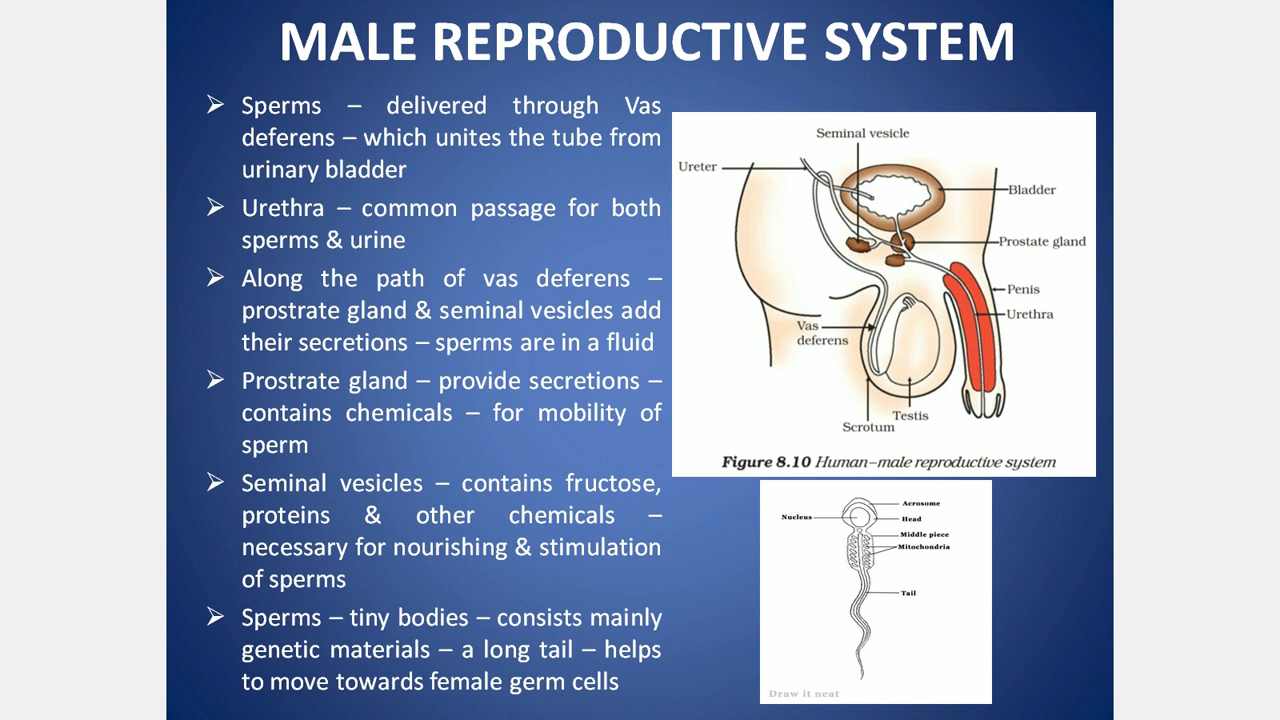 MALE REPRODUCTIVE SYSTEM
➢ Sperms – delivered through Vas
deferens – which unites the tube from
urinary bladder
➢ Urethra – common passage for both
sperms & urine
➢ Along the path of vas deferens –
prostrate gland & seminal vesicles add
their secretions – sperms are in a fluid
➢ Prostrate gland – provide secretions –
contains chemicals – for mobility of
sperm
➢ Seminal vesicles – contains fructose,
proteins & other chemicals –
necessary for nourishing & stimulation
of sperms
➢ Sperms – tiny bodies – consists mainly
genetic materials – a long tail – helps
to move towards female germ cells
Seminal vesicle
Ureter
Bladder
Prostate gland
Penis
Urethra
Vas
deferens
Testis
Scrotum
Figure 8.10 Human–male reproductive system
Acrosome
Nucleus
Head
Middle piece
Mitochondria
Tail
Draw it neat